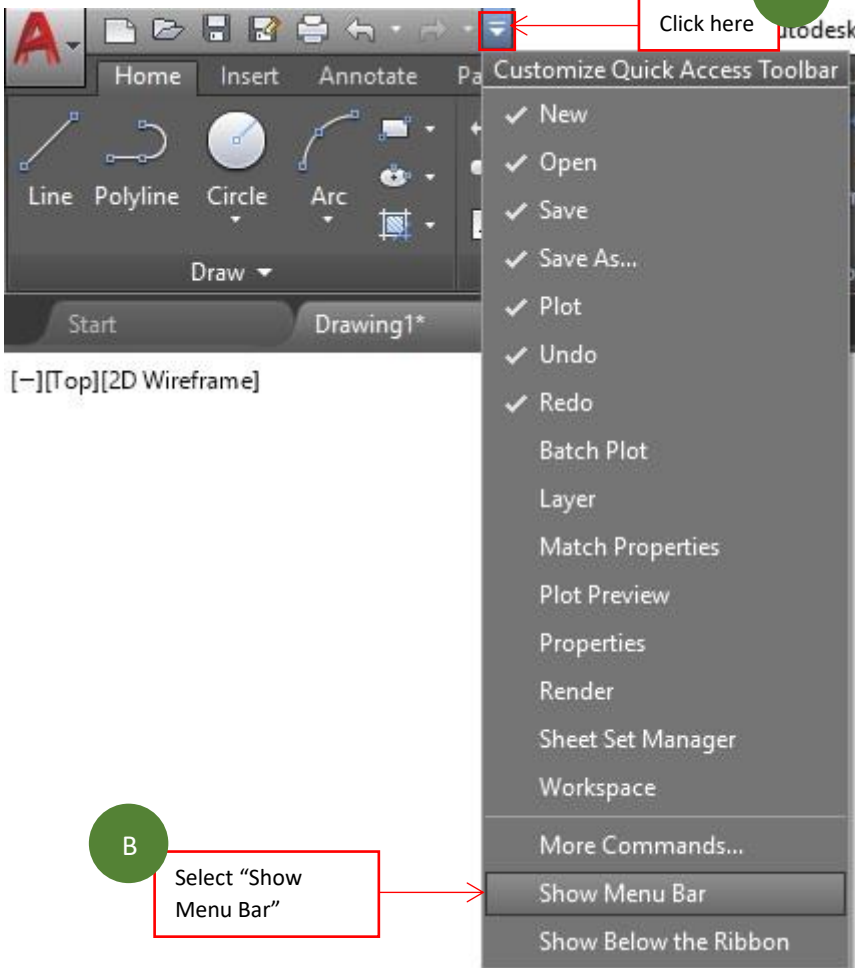 Click here
utodesk
A
Home Insert Annotate Pa
Customize Quick Access Toolbar
New
Open
Save
Save As...
Plot
Undo
Redo
Batch Plot
Layer
Match Properties
Plot Preview
Properties
Render
Sheet Set Manager
Workspace
More Commands...
Show Menu Bar
Show Below the Ribbon
Line Polyline Circle Arc
Draw
Start Drawing1*
[−][Top][2D Wireframe]
B
Select “Show
Menu Bar”